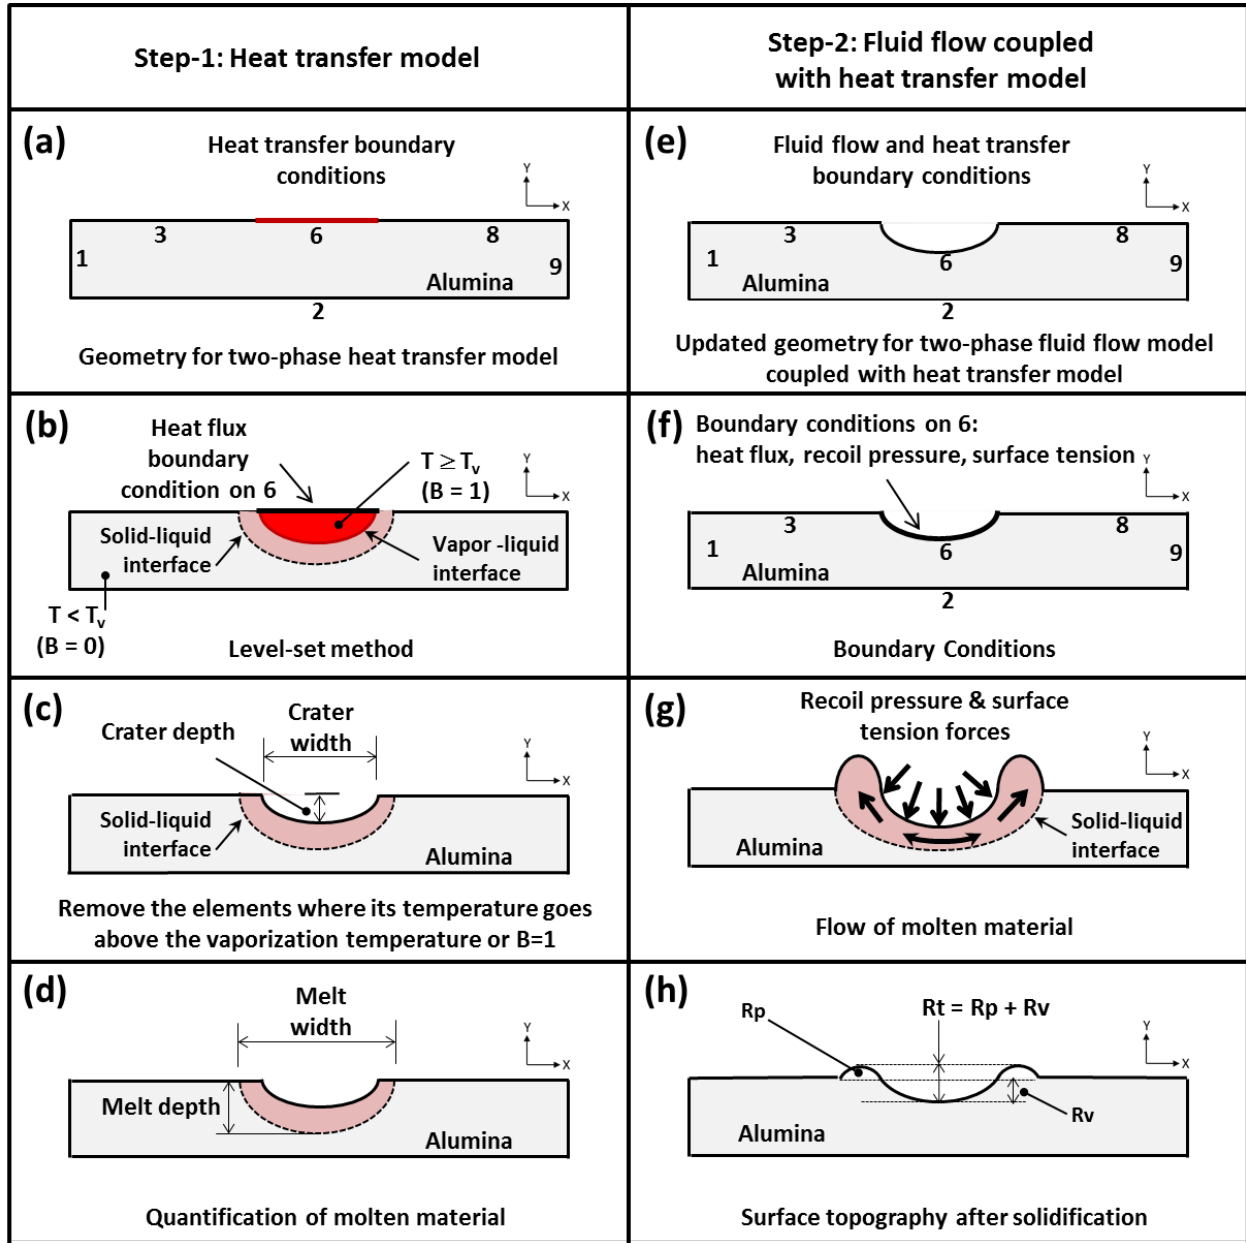 Step-1: Heat transfer model
Step-2: Fluid flow coupled
with heat transfer model
(a)
Heat transfer boundary
conditions
Y
X
3
6
8
1
9
Alumina
2
Geometry for two-phase heat transfer model
(e)
Fluid flow and heat transfer
boundary conditions
Y
X
3
8
1
6
9
Alumina
2
Updated geometry for two-phase fluid flow model
coupled with heat transfer model
(b)
Heat flux
boundary
condition on 6
T ≥ Tv
(B = 1)
Y
X
Solid-liquid
interface
Vapor -liquid
interface
T < Tv
(B = 0)
Level-set method
(f)
Boundary conditions on 6:
heat flux, recoil pressure, surface tension
Y
X
3
8
1
6
9
Alumina
2
Boundary Conditions
(c)
Crater depth
Crater
width
Y
X
Solid-liquid
interface
Alumina
Remove the elements where its temperature goes
above the vaporization temperature or B=1
(g)
Recoil pressure & surface
tension forces
Y
X
Alumina
Solid-liquid
interface
Flow of molten material
(d)
Melt
width
Y
X
Melt depth
Alumina
Quantification of molten material
(h)
Rp
Rt = Rp + Rv
Y
X
Rv
Alumina
Surface topography after solidification